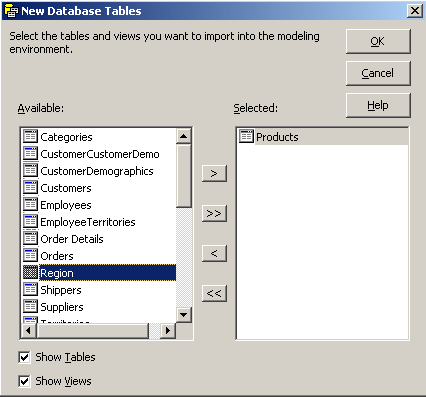 New Database Tables
Select the tables and views you want to import into the modeling
environment.
OK
Cancel
Help
Available:
Selected:
Categories
CustomerCustomerDemo
CustomerDemographics
Customers
Employees
EmployeeTerritories
Order Details
Orders
Region
Shippers
Suppliers
Territories
Products
>
>>
<
<<
Show Tables
Show Views